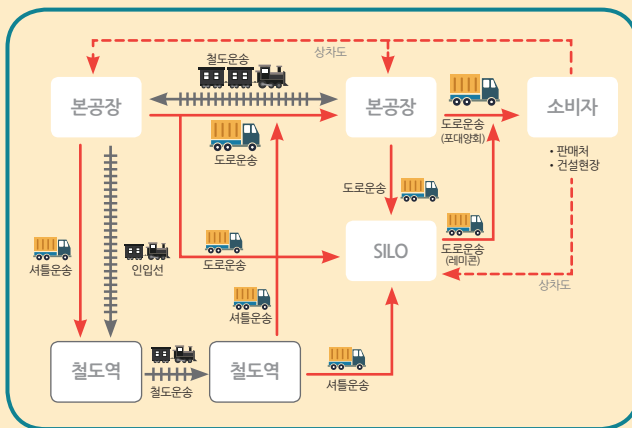 상차도
철도운송
본공장
본공장
소비자
도로운송
도로운송
(포대양회)
• 판매처
• 건설현장
도로운송
셔틀운송
인입선
도로운송
SILO
도로운송
(레미콘)
상차도
셔틀운송
철도역
철도역
철도운송
셔틀운송